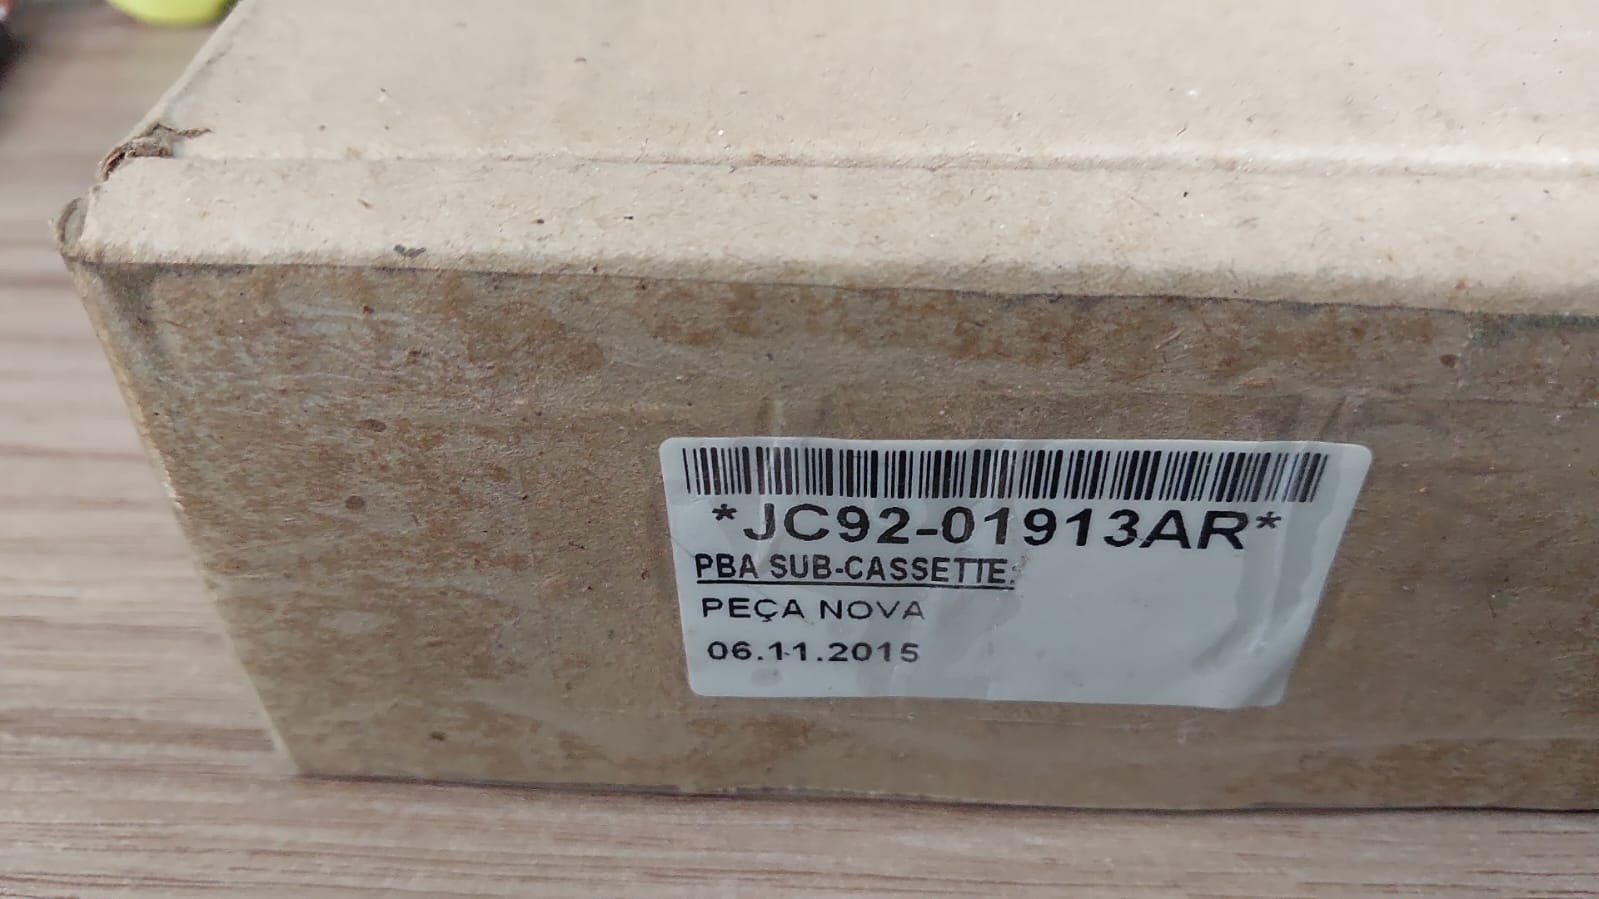 *JC92-01913AR*
PBA SUB-CASSETTE.
PEÇA NOVA
06.11.2015